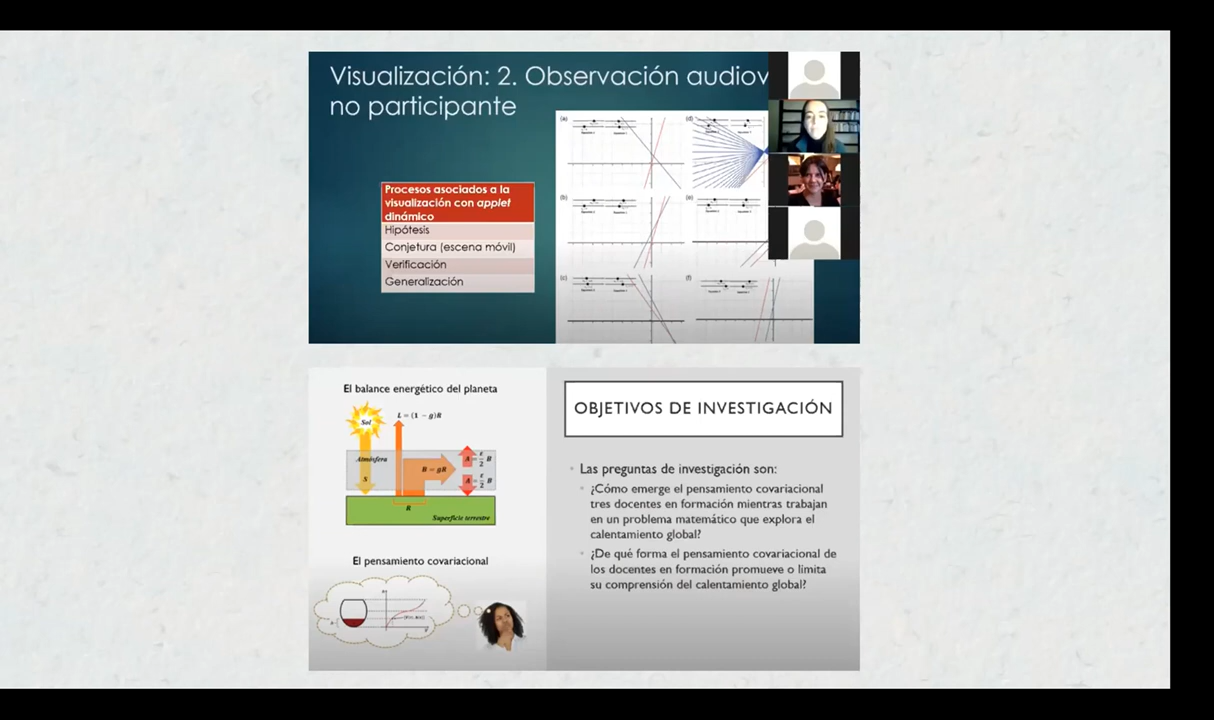 Visualización: 2. Observación audiov
no participante
Procesos asociados a la
visualización con applet
dinámico
Hipótesis
Conjetura (escena móvil)
Verificación
Generalización
(a)
(d)
(b)
(e)
(c)
(f)
El balance energético del planeta
Sol
L = (1 − g)R
Atmósfera
S
B = gR
A = ε/2 B
A = ε/2 B
R
Superficie terrestre
El pensamiento covariacional
OBJETIVOS DE INVESTIGACIÓN
Las preguntas de investigación son:
¿Cómo emerge el pensamiento covariacional
tres docentes en formación mientras trabajan
en un problema matemático que explora el
calentamiento global?
¿De qué forma el pensamiento covariacional de
los docentes en formación promueve o limita
su comprensión del calentamiento global?